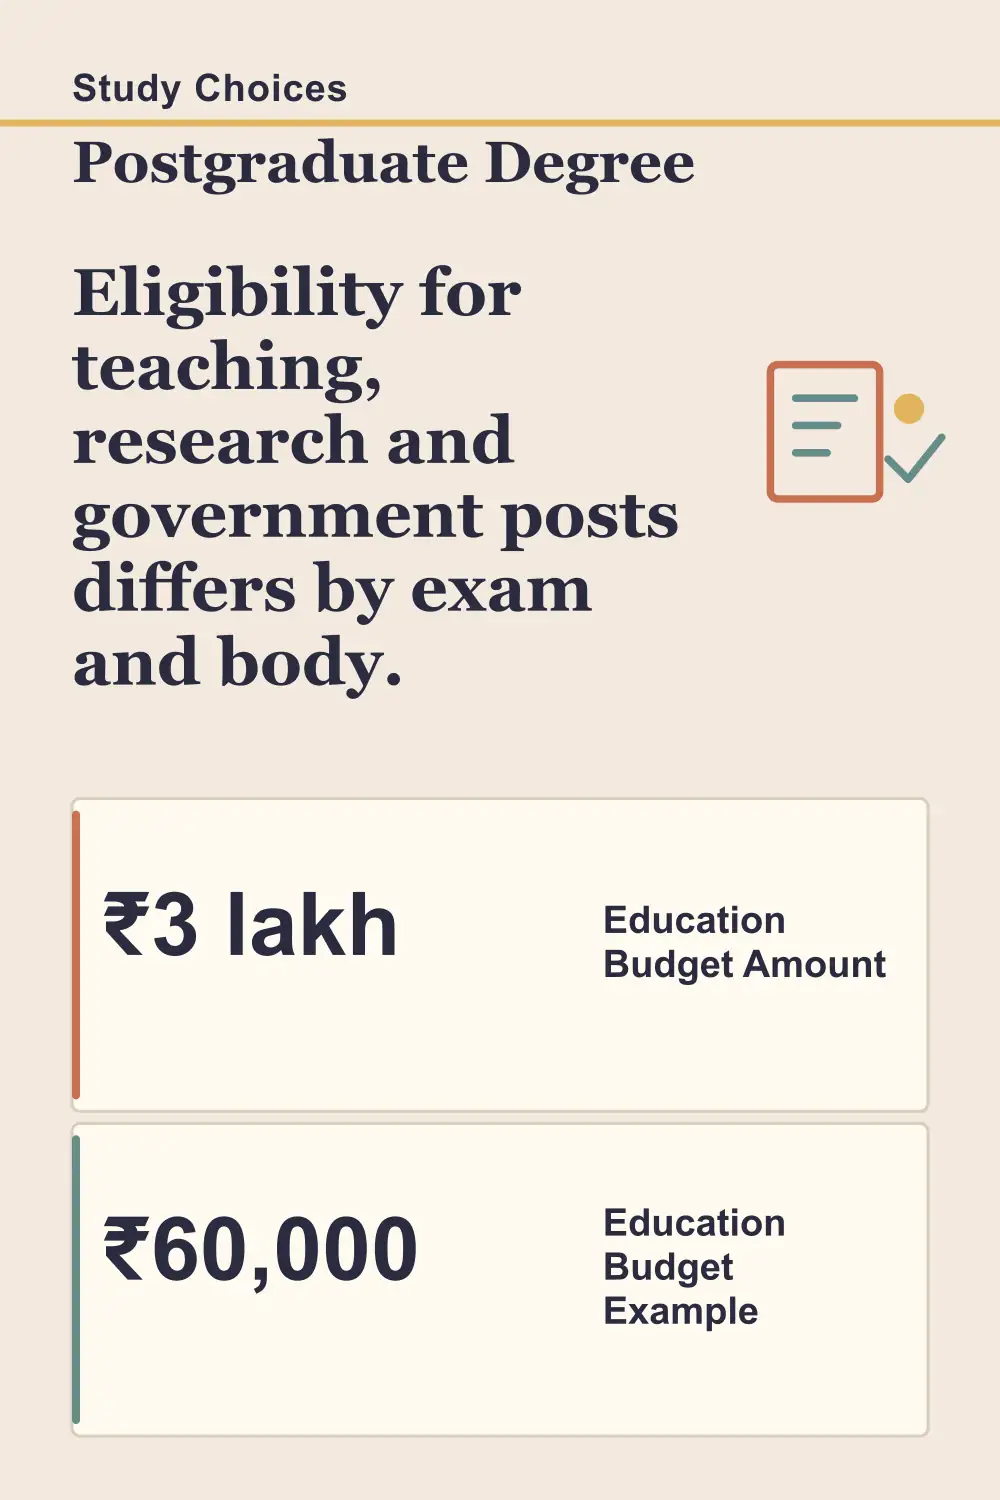 Study Choices
Postgraduate Degree
Eligibility for
teaching,
research and
government posts
differs by exam
and body.
₹3 lakh
Education
Budget Amount
₹60,000
Education
Budget
Example